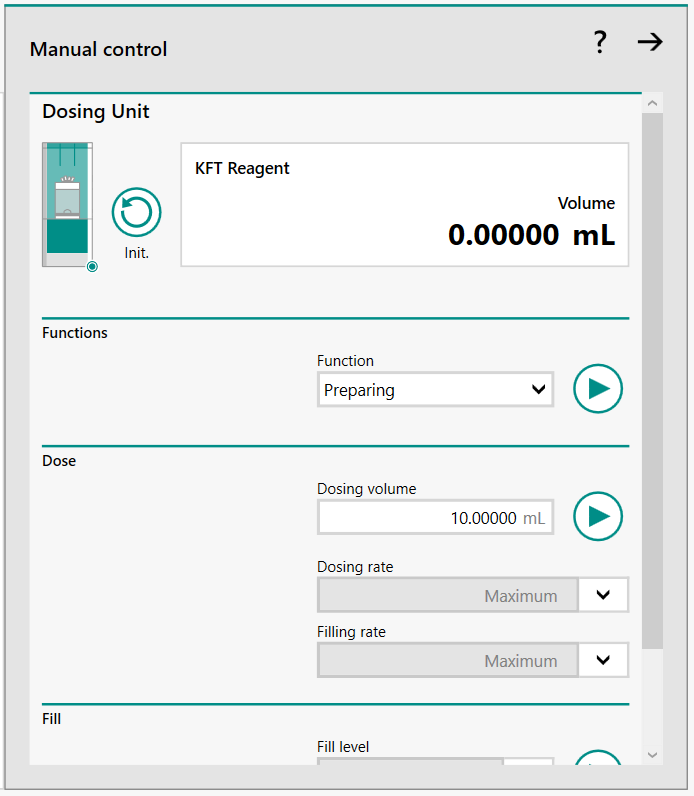 Manual control
?
Dosing Unit
KFT Reagent
Volume
0.00000 mL
Init.
Functions
Function
Preparing
Dose
Dosing volume
10.00000 mL
Dosing rate
Maximum
Filling rate
Maximum
Fill
Fill level